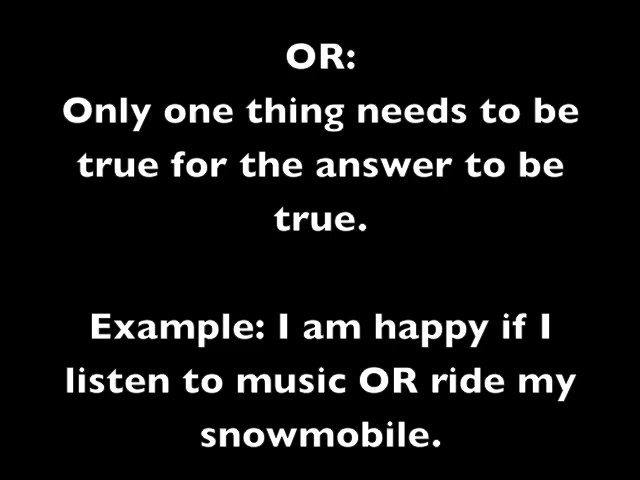 OR:
Only one thing needs to be
true for the answer to be
true.
Example: I am happy if I
listen to music OR ride my
snowmobile.